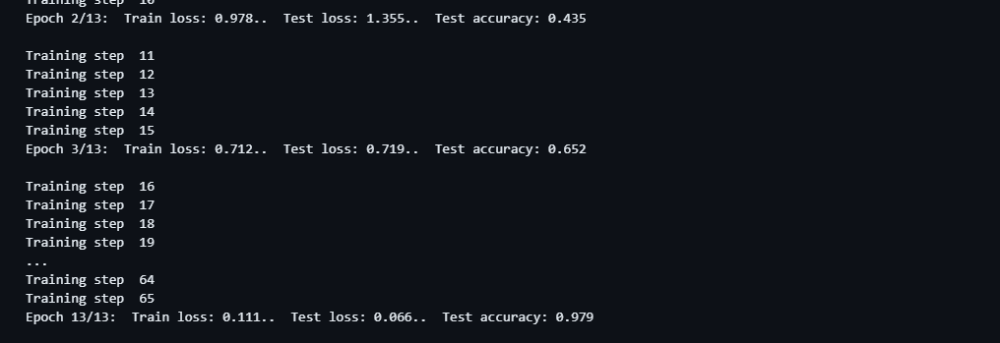 Training step  10
Epoch 2/13:  Train loss: 0.978..  Test loss: 1.355..  Test accuracy: 0.435
Training step  11
Training step  12
Training step  13
Training step  14
Training step  15
Epoch 3/13:  Train loss: 0.712..  Test loss: 0.719..  Test accuracy: 0.652
Training step  16
Training step  17
Training step  18
Training step  19
...
Training step  64
Training step  65
Epoch 13/13:  Train loss: 0.111..  Test loss: 0.066..  Test accuracy: 0.979